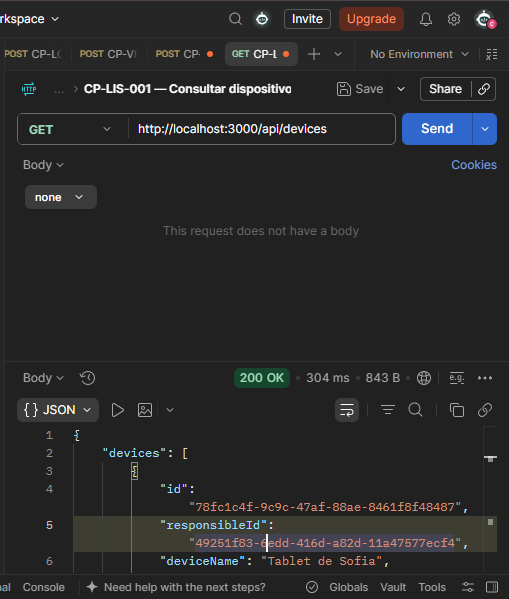 rkspace
Invite
Upgrade
POST CP-LO
POST CP-VI
POST CP-
GET CP-L
No Environment
HTTP
... > CP-LIS-001 — Consultar dispositivo
Save
Share
GET
http://localhost:3000/api/devices
Send
Body
Cookies
none
This request does not have a body
Body
200 OK • 304 ms • 843 B
e.g.
{} JSON
1 {
2 "devices": [
3 {
4 "id":
"78fc1c4f-9c9c-47af-88ae-8461f8f48487",
5 "responsibleId":
"49251f83-6edd-416d-a82d-11a47577ecf4",
6 "deviceName": "Tablet de Sofia",
nal Console Need help with the next steps? Globals Vault Tools